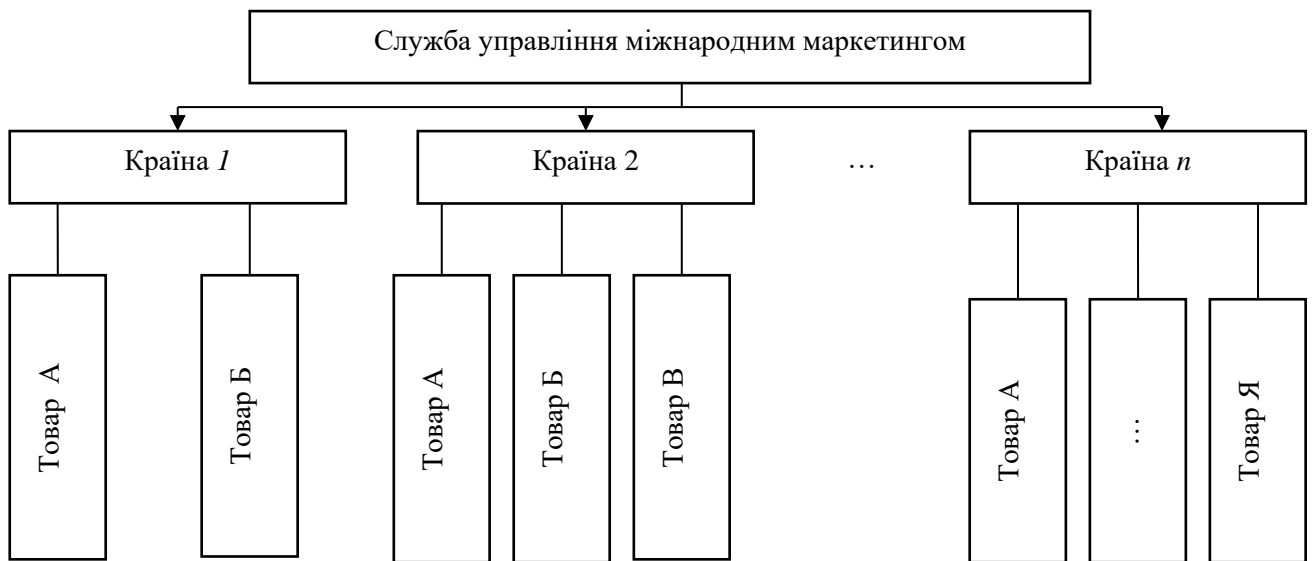 Служба управління міжнародним маркетингом
Країна 1
Країна 2
…
Країна n
Товар А
Товар Б
Товар А
Товар Б
Товар В
Товар А
…
Товар Я